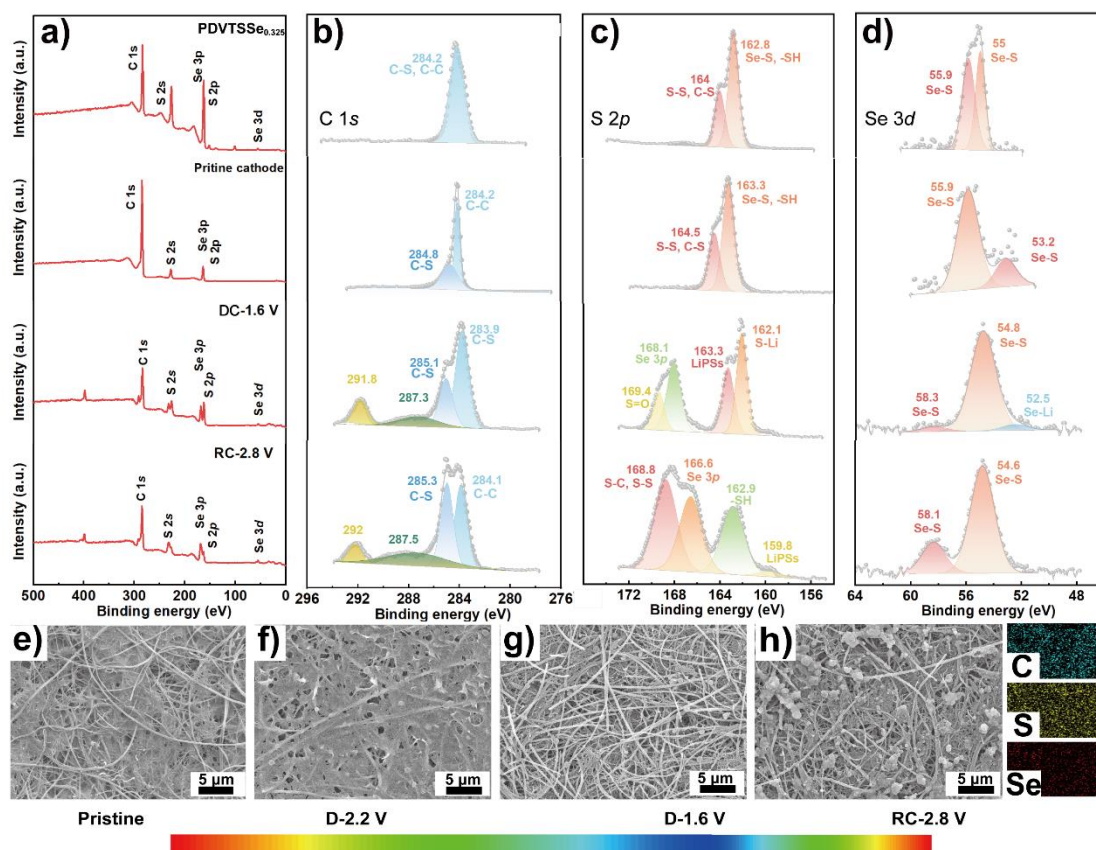 a)
PDVTSSe0.325
C 1s
S 2s
Se 3p
S 2p
Se 3d
Intensity (a.u.)
Pritine cathode
C 1s
S 2s
Se 3p
S 2p
Intensity (a.u.)
DC-1.6 V
C 1s
S 2s
Se 3p
S 2p
Se 3d
Intensity (a.u.)
RC-2.8 V
C 1s
S 2s
Se 3p
S 2p
Se 3d
Intensity (a.u.)
500 400 300 200 100 0
Binding energy (eV)
b)
284.2
C-S, C-C
C 1s
284.2
C-C
284.8
C-S
283.9
C-S
285.1
C-S
291.8
287.3
285.3
C-S
284.1
C-C
292
287.5
296 292 288 284 280 276
Binding energy (eV)
c)
162.8
Se-S, -SH
164
S-S, C-S
S 2p
163.3
Se-S, -SH
164.5
S-S, C-S
162.1
S-Li
168.1
Se 3p
163.3
LiPSs
169.4
S=O
168.8
S-C, S-S
166.6
Se 3p
162.9
-SH
159.8
LiPSs
172 168 164 160 156
Binding energy (eV)
d)
55
Se-S
55.9
Se-S
Se 3d
55.9
Se-S
53.2
Se-S
54.8
Se-S
58.3
Se-S
52.5
Se-Li
54.6
Se-S
58.1
Se-S
64 60 56 52 48
Binding energy (eV)
e)
5 µm
f)
5 µm
g)
5 µm
h)
5 µm
C
S
Se
Pristine D-2.2 V D-1.6 V RC-2.8 V